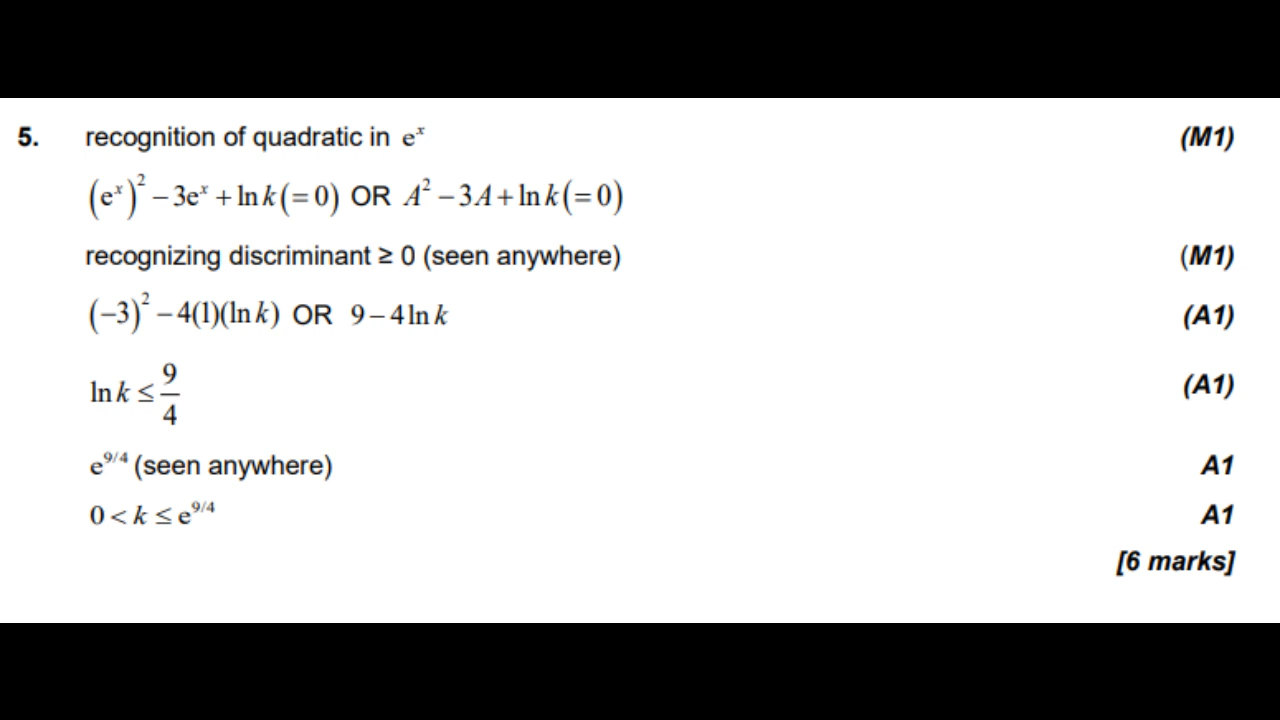 5. recognition of quadratic in eˣ (M1)
(eˣ)² − 3eˣ + ln k (= 0) OR A² − 3A + ln k (= 0)
recognizing discriminant ≥ 0 (seen anywhere) (M1)
(−3)² − 4(1)(ln k) OR 9 − 4 ln k (A1)
ln k ≤ 9/4 (A1)
e^9/4 (seen anywhere) A1
0 < k ≤ e^9/4 A1
[6 marks]